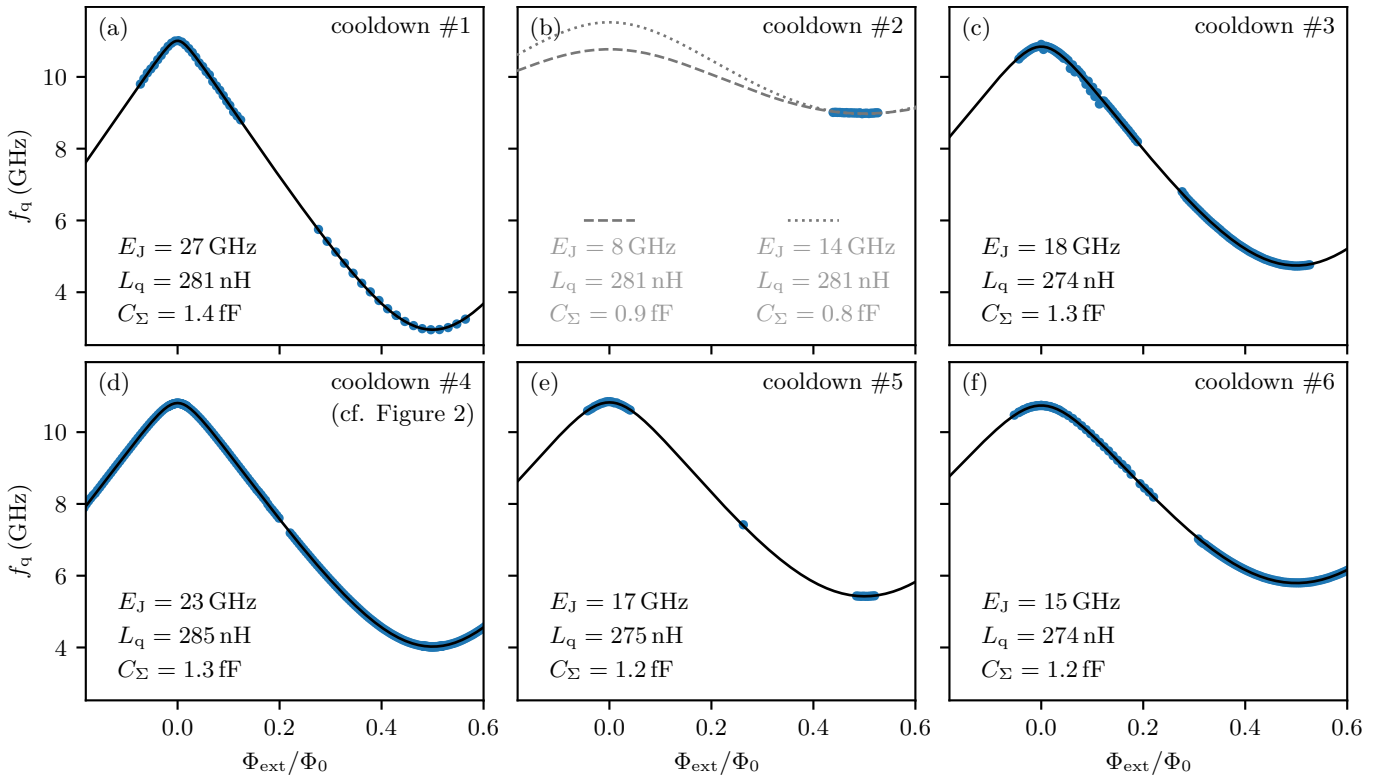 (a) cooldown #1
E_J = 27 GHz
L_q = 281 nH
C_Σ = 1.4 fF
f_q (GHz)
10
8
6
4
(b) cooldown #2
E_J = 8 GHz
L_q = 281 nH
C_Σ = 0.9 fF
E_J = 14 GHz
L_q = 281 nH
C_Σ = 0.8 fF
(c) cooldown #3
E_J = 18 GHz
L_q = 274 nH
C_Σ = 1.3 fF
(d) cooldown #4
(cf. Figure 2)
E_J = 23 GHz
L_q = 285 nH
C_Σ = 1.3 fF
f_q (GHz)
10
8
6
4
0.0 0.2 0.4 0.6
Φ_ext/Φ_0
(e) cooldown #5
E_J = 17 GHz
L_q = 275 nH
C_Σ = 1.2 fF
0.0 0.2 0.4 0.6
Φ_ext/Φ_0
(f) cooldown #6
E_J = 15 GHz
L_q = 274 nH
C_Σ = 1.2 fF
0.0 0.2 0.4 0.6
Φ_ext/Φ_0